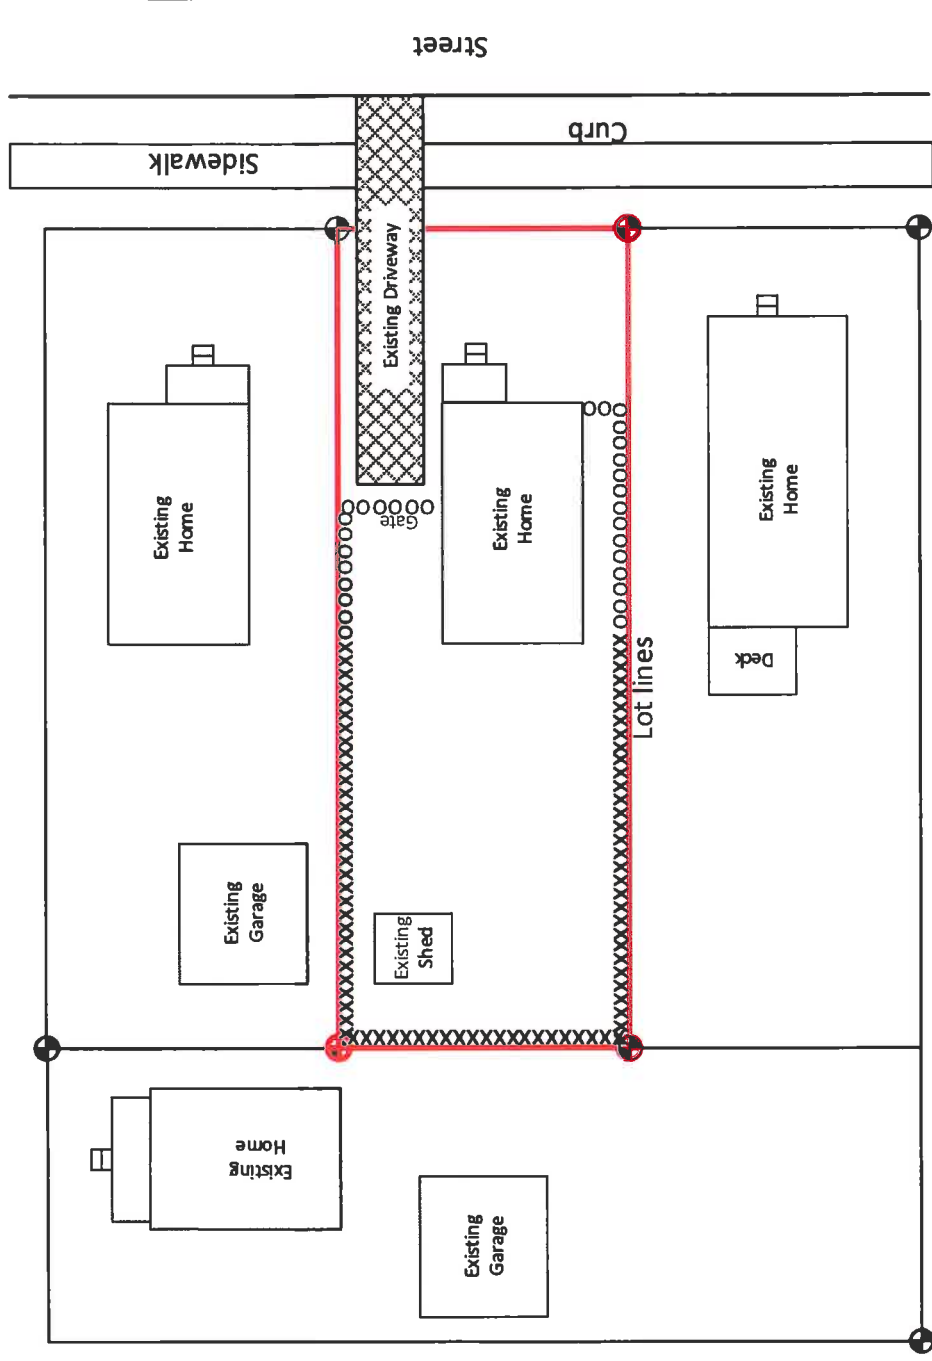 Street
Curb
Sidewalk
Existing Driveway
Existing
Home
Existing
Home
Existing
Home
Gate
Deck
Lot lines
Existing
Garage
Existing
Shed
Existing
Home
Existing
Garage